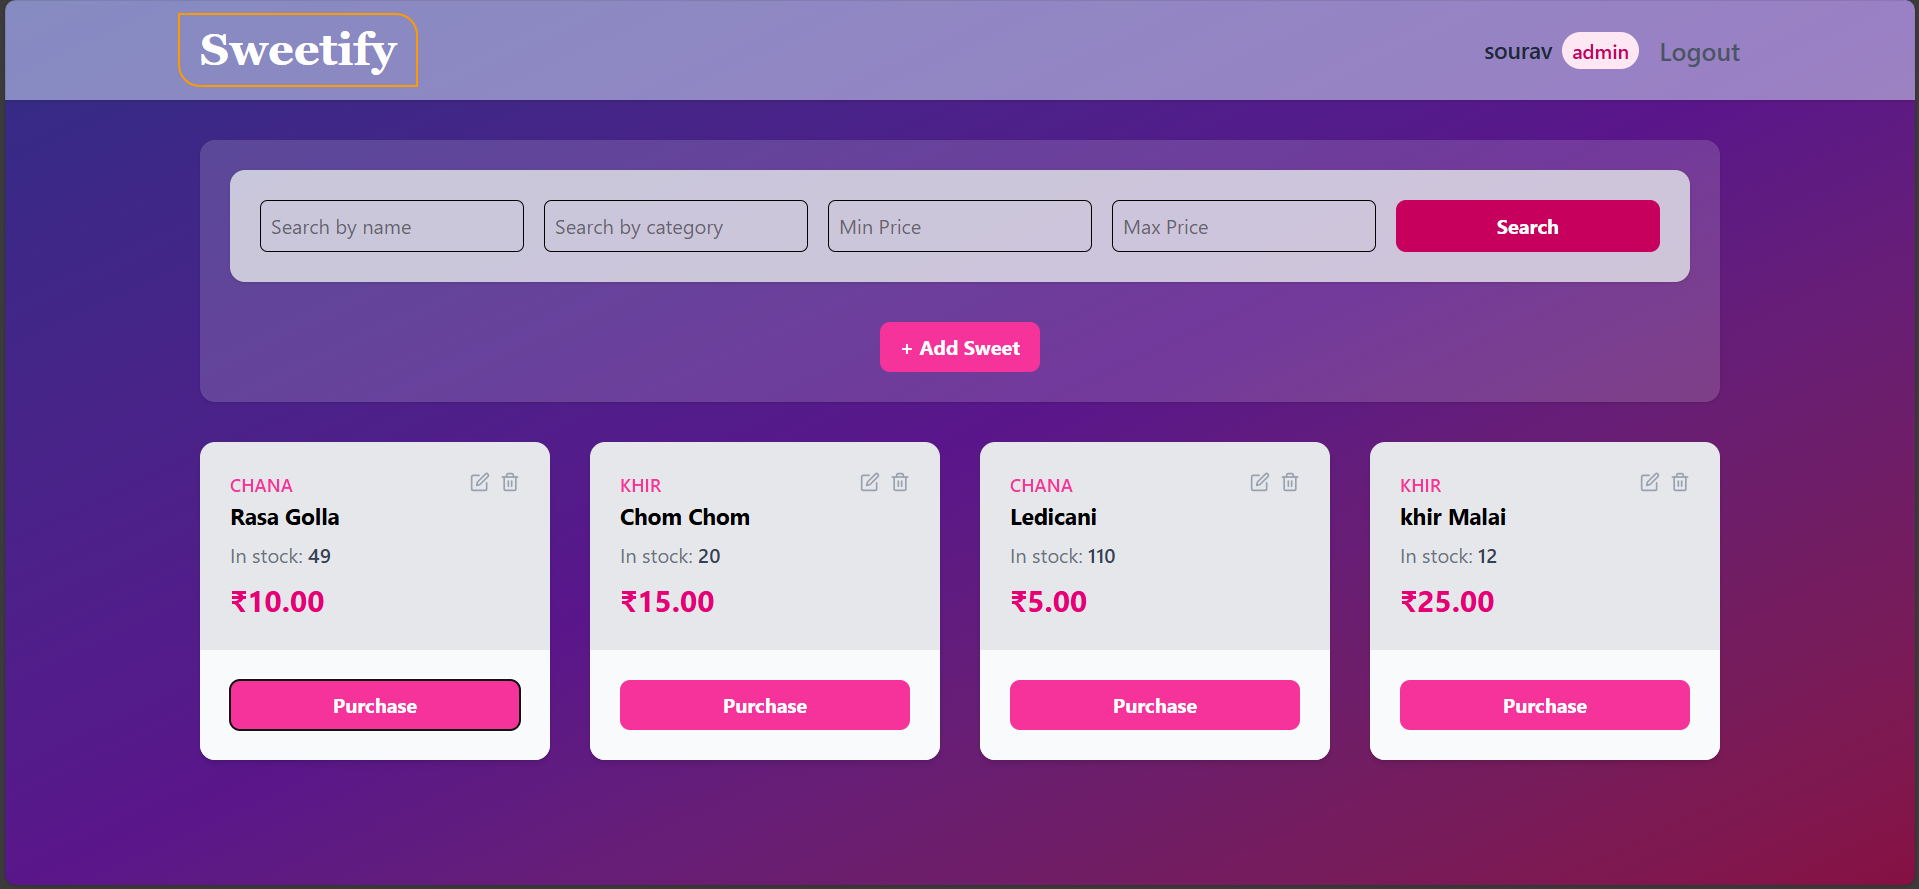 Sweetify
sourav admin Logout
Search by name Search by category Min Price Max Price Search
+ Add Sweet
CHANA
Rasa Golla
In stock: 49
₹10.00
Purchase
KHIR
Chom Chom
In stock: 20
₹15.00
Purchase
CHANA
Ledicani
In stock: 110
₹5.00
Purchase
KHIR
khir Malai
In stock: 12
₹25.00
Purchase